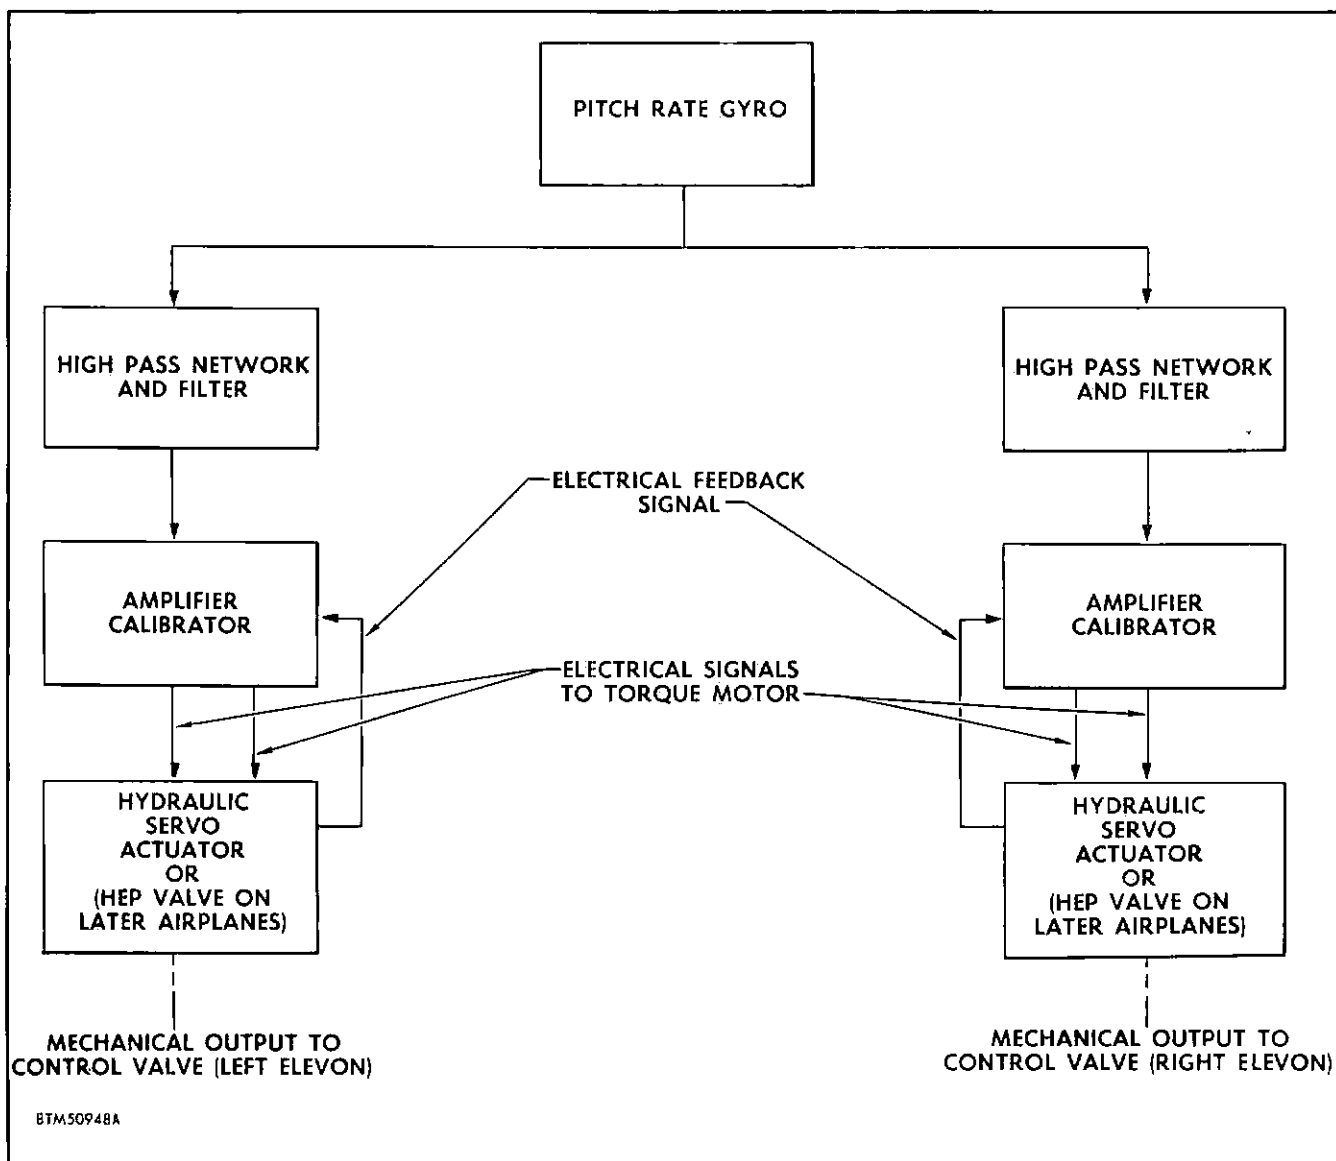 PITCH RATE GYRO
HIGH PASS NETWORK
AND FILTER
HIGH PASS NETWORK
AND FILTER
ELECTRICAL FEEDBACK
SIGNAL
AMPLIFIER
CALIBRATOR
AMPLIFIER
CALIBRATOR
ELECTRICAL SIGNALS
TO TORQUE MOTOR
HYDRAULIC
SERVO
ACTUATOR
OR
(HEP VALVE ON
LATER AIRPLANES)
HYDRAULIC
SERVO
ACTUATOR
OR
(HEP VALVE ON
LATER AIRPLANES)
MECHANICAL OUTPUT TO
CONTROL VALVE (LEFT ELEVON)
MECHANICAL OUTPUT TO
CONTROL VALVE (RIGHT ELEVON)
BTM50948A